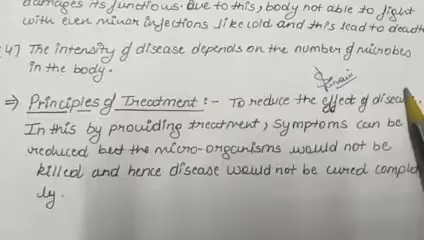 damages its functions. Due to this, body not able to fight
with even minor infections like cold and this lead to death
4) The intensity of disease depends on the number of microbes
in the body.
⇒ Principles of Treatment :- To reduce the effect of
In this by providing treatment, symptoms can be
reduced but the micro-organisms would not be
killed and hence disease would not be cured complet
ly.